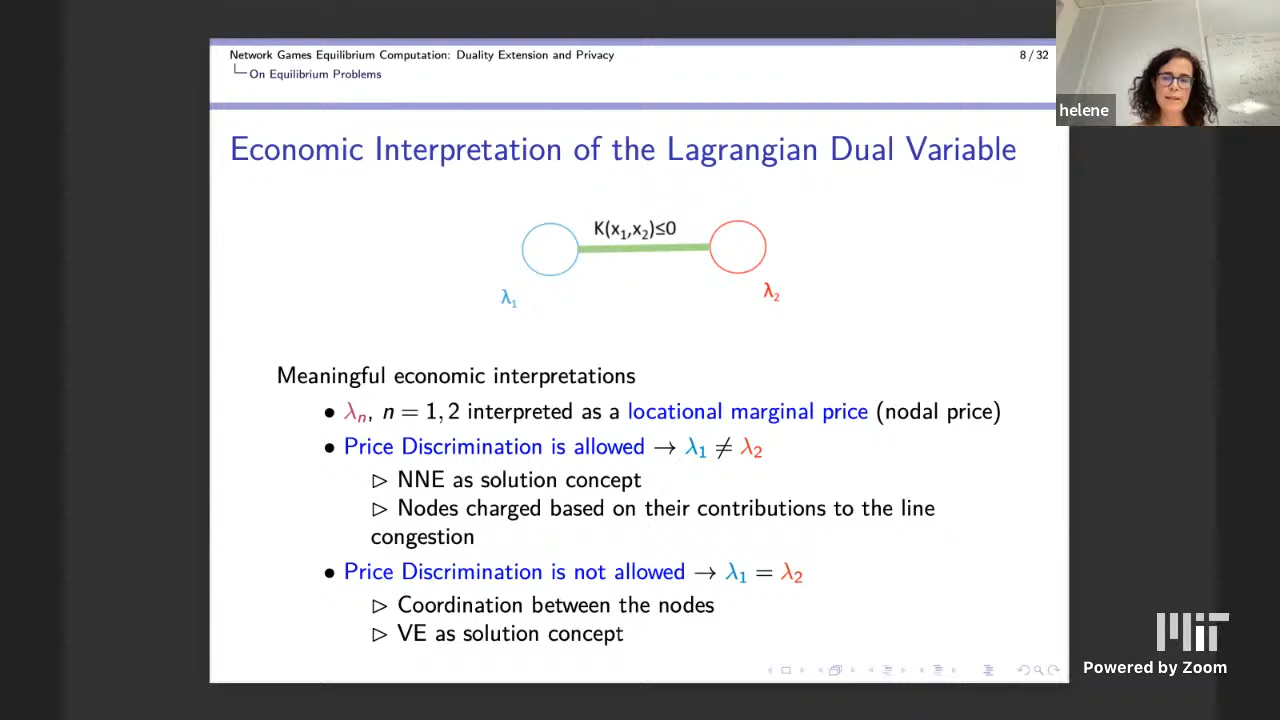 Network Games Equilibrium Computation: Duality Extension and Privacy
8 / 32
On Equilibrium Problems
helene
Economic Interpretation of the Lagrangian Dual Variable
K(x₁,x₂)≤0
λ₁
λ₂
Meaningful economic interpretations
• λₙ, n = 1, 2 interpreted as a locational marginal price (nodal price)
• Price Discrimination is allowed → λ₁ ≠ λ₂
▷ NNE as solution concept
▷ Nodes charged based on their contributions to the line
congestion
• Price Discrimination is not allowed → λ₁ = λ₂
▷ Coordination between the nodes
▷ VE as solution concept
MIT
Powered by Zoom